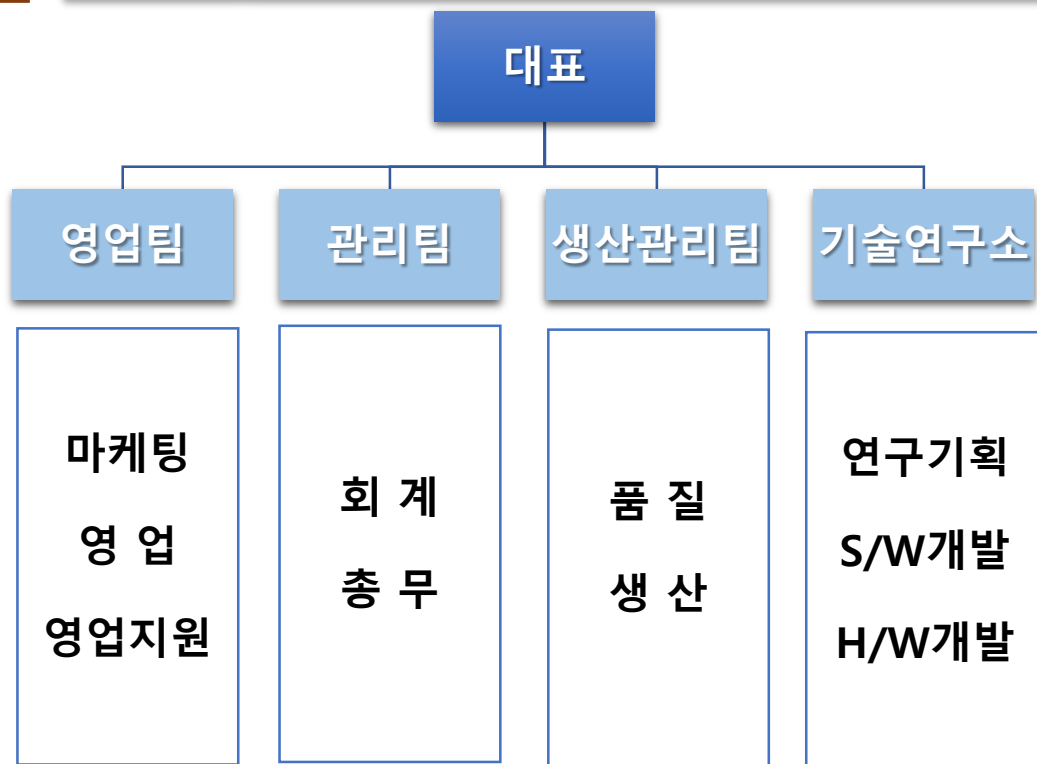 대표
영업팀
관리팀
생산관리팀
기술연구소
마케팅
영 업
영업지원
회 계
총 무
품 질
생 산
연구기획
S/W개발
H/W개발